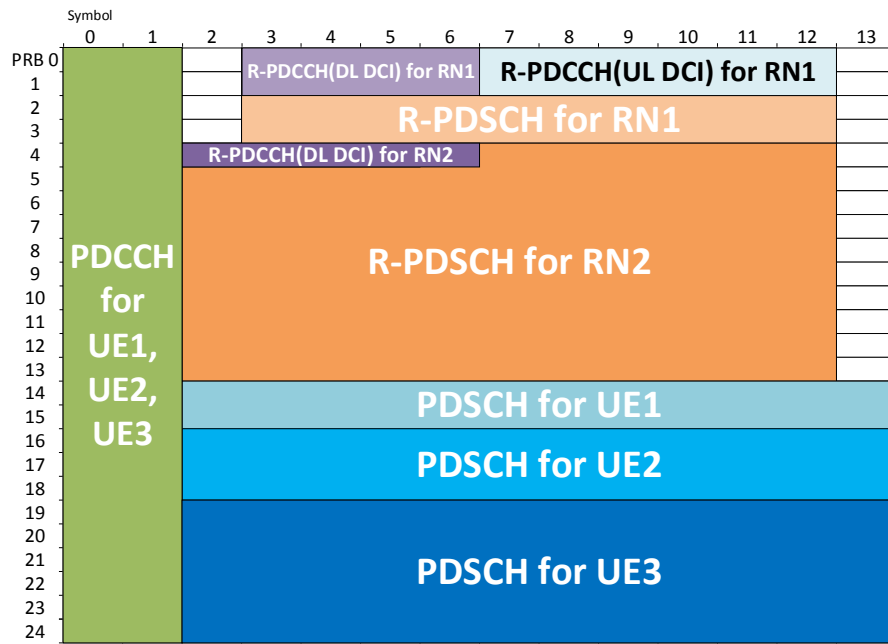 Symbol
0 1 2 3 4 5 6 7 8 9 10 11 12 13
PRB 0
1
2
3
4
5
6
7
8
9
10
11
12
13
14
15
16
17
18
19
20
21
22
23
24
PDCCH
for
UE1,
UE2,
UE3
R-PDCCH(DL DCI) for RN1
R-PDCCH(UL DCI) for RN1
R-PDSCH for RN1
R-PDCCH(DL DCI) for RN2
R-PDSCH for RN2
PDSCH for UE1
PDSCH for UE2
PDSCH for UE3